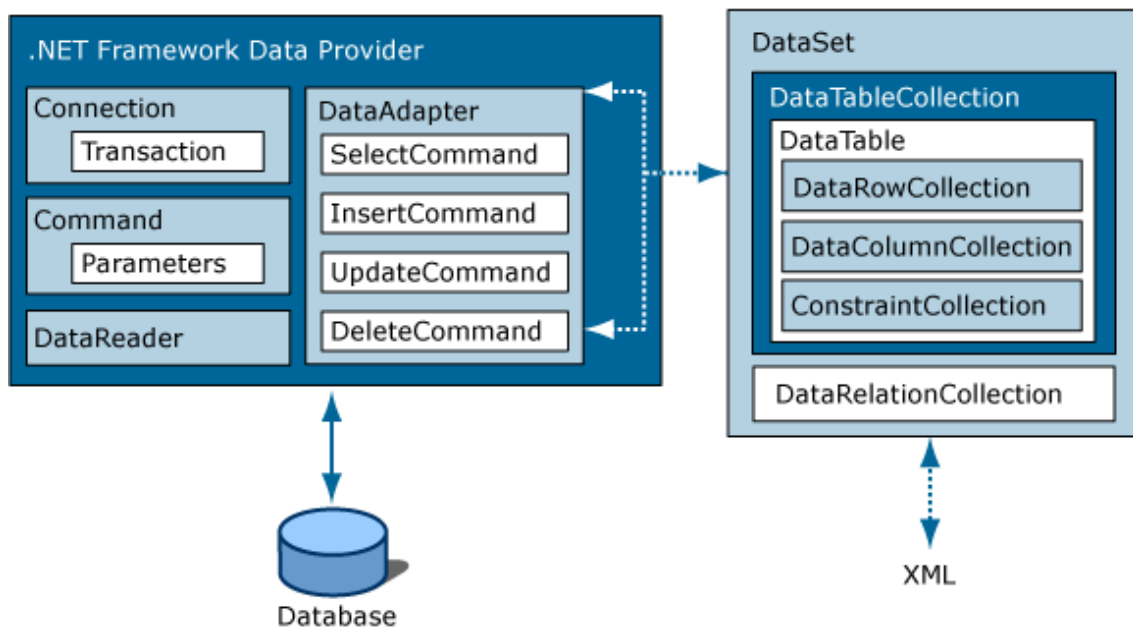 .NET Framework Data Provider
Connection
Transaction
Command
Parameters
DataReader
DataAdapter
SelectCommand
InsertCommand
UpdateCommand
DeleteCommand
Database
DataSet
DataTableCollection
DataTable
DataRowCollection
DataColumnCollection
ConstraintCollection
DataRelationCollection
XML